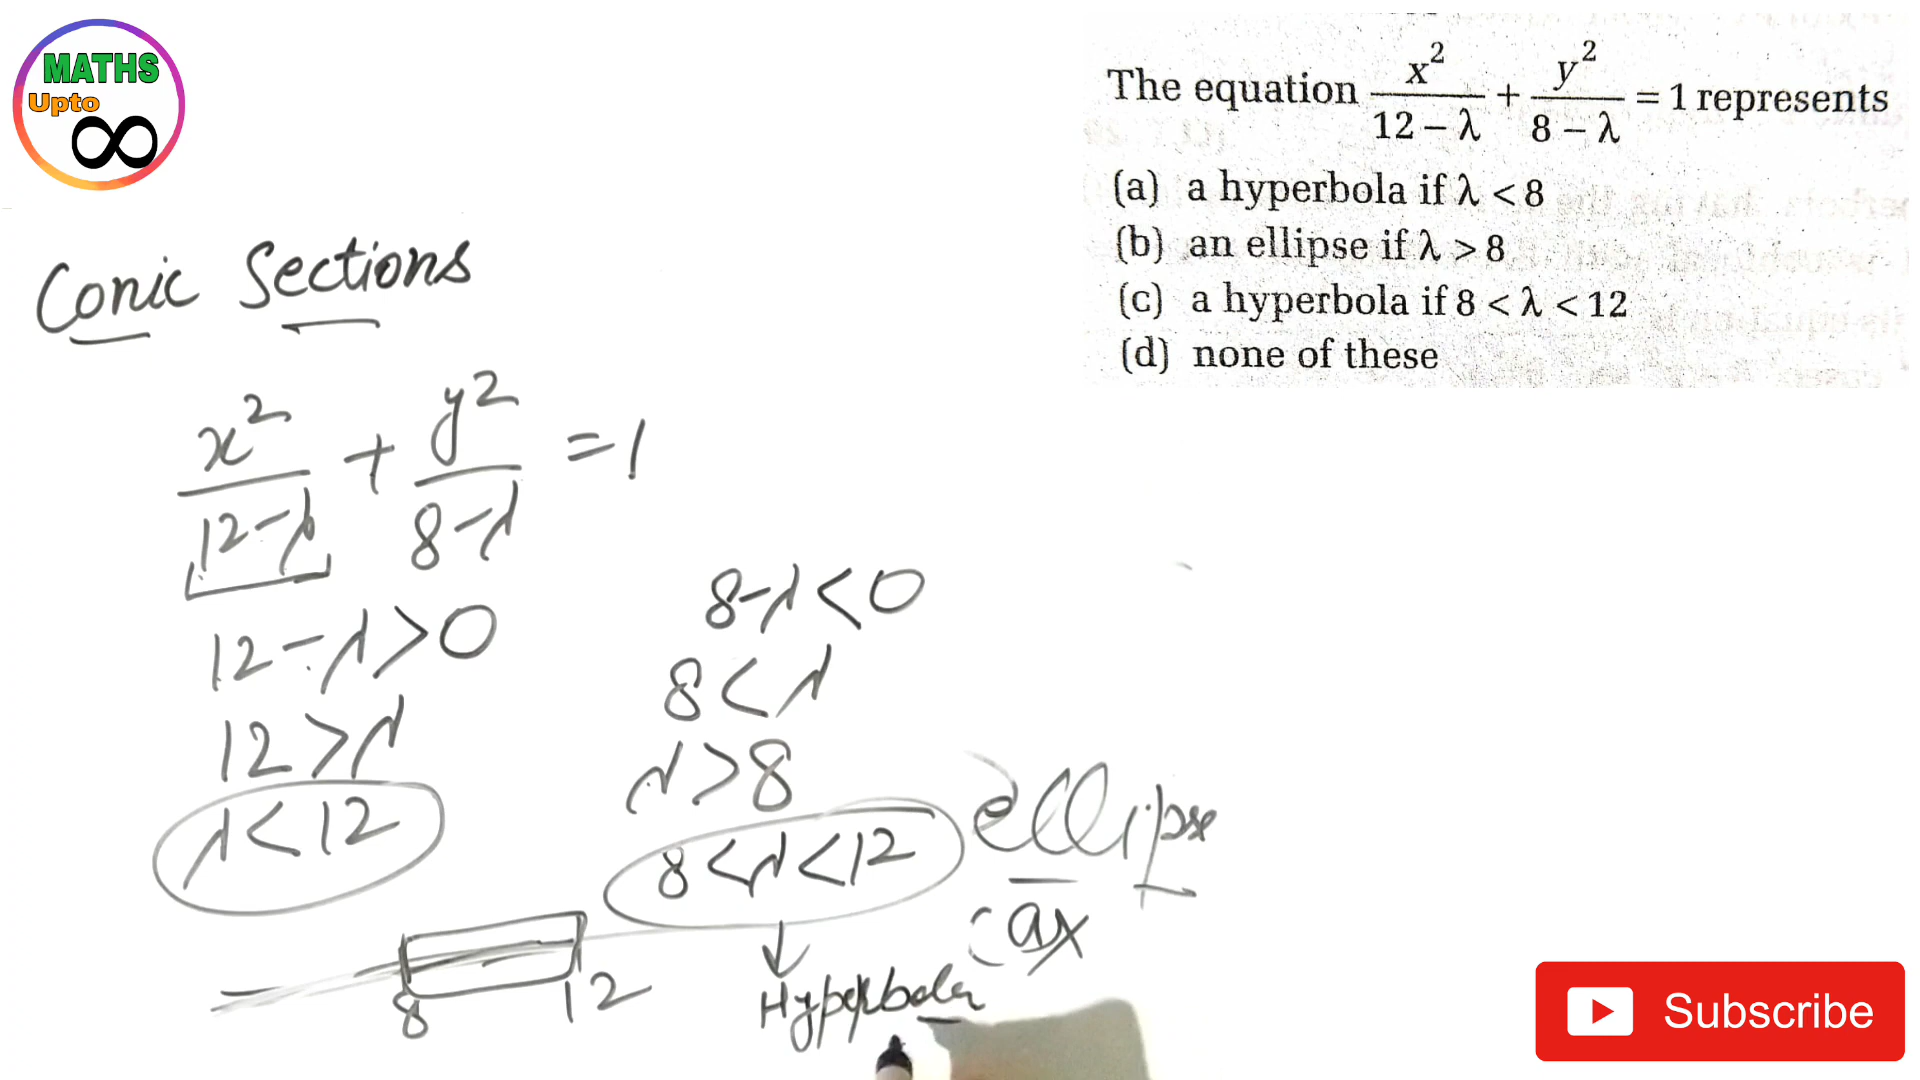 MATHS
Upto
∞
The equation x²/(12 − λ) + y²/(8 − λ) = 1 represents
(a) a hyperbola if λ < 8
(b) an ellipse if λ > 8
(c) a hyperbola if 8 < λ < 12
(d) none of these
Conic Sections
x²/(12 − λ) + y²/(8 − λ) = 1
12 − λ > 0
12 > λ
λ < 12
8 − λ < 0
8 < λ
λ > 8
8 < λ < 12
ellipse
8 12
Hyperbola
Subscribe